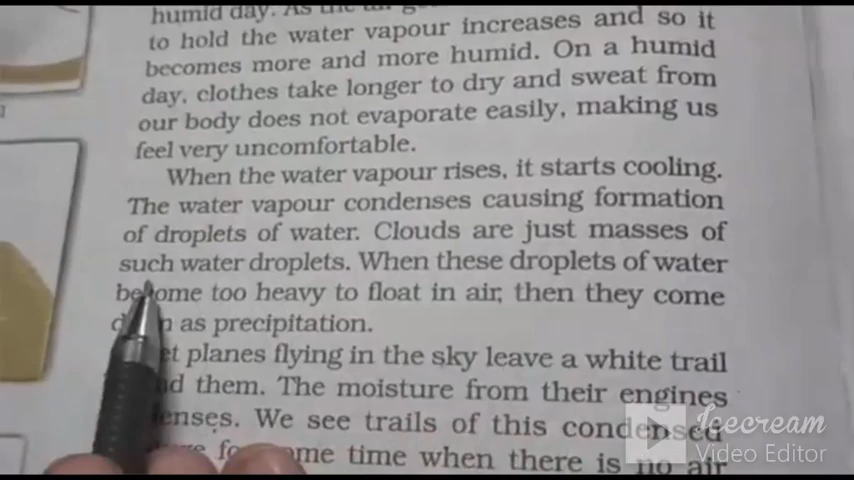 humid day. As the air
to hold the water vapour increases and so it
becomes more and more humid. On a humid
day, clothes take longer to dry and sweat from
our body does not evaporate easily, making us
feel very uncomfortable.
When the water vapour rises, it starts cooling.
The water vapour condenses causing formation
of droplets of water. Clouds are just masses of
such water droplets. When these droplets of water
become too heavy to float in air, then they come
as precipitation.
planes flying in the sky leave a white trail
them. The moisture from their engines
We see trails of this condensed
some time when there is no air
Icecream
Video Editor